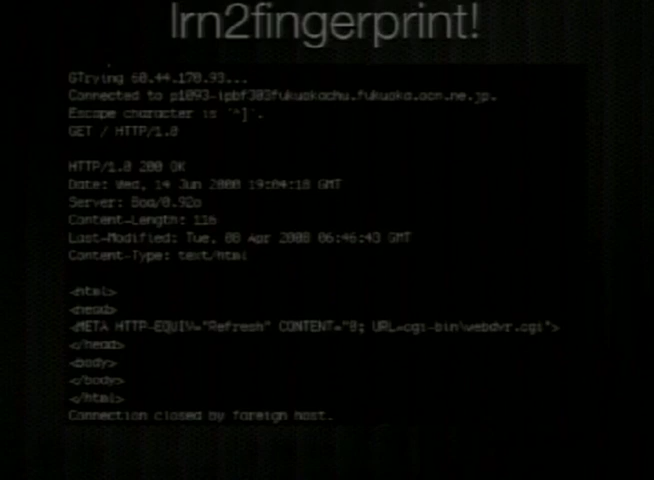 lrn2fingerprint!
GTrying 60.44.170.93...
Connected to p1093-ipbf303fukuokachu.fukuoka.ocn.ne.jp.
Escape character is '^]'.
GET / HTTP/1.0
HTTP/1.0 200 OK
Date: Wed, 14 Jun 2000 19:04:18 GMT
Server: Boa/0.92o
Content-Length: 116
Last-Modified: Tue, 08 Apr 2008 06:46:43 GMT
Content-Type: text/html
<html>
<head>
<META HTTP-EQUIV="Refresh" CONTENT="0; URL=cgi-bin\webdvr.cgi">
</head>
<body>
</body>
</html>
Connection closed by foreign host.